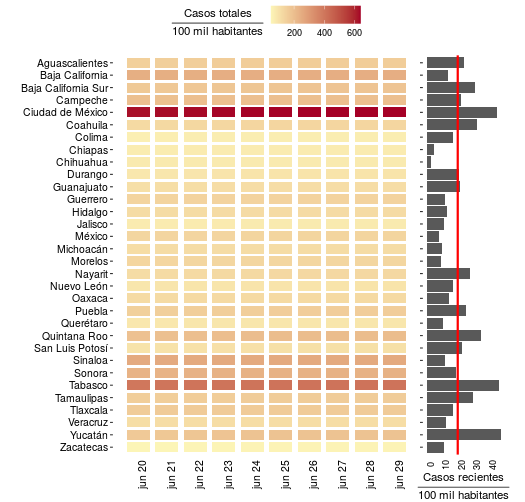 Casos totales
100 mil habitantes
200 400 600
Aguascalientes
Baja California
Baja California Sur
Campeche
Ciudad de México
Coahuila
Colima
Chiapas
Chihuahua
Durango
Guanajuato
Guerrero
Hidalgo
Jalisco
México
Michoacán
Morelos
Nayarit
Nuevo León
Oaxaca
Puebla
Querétaro
Quintana Roo
San Luis Potosí
Sinaloa
Sonora
Tabasco
Tamaulipas
Tlaxcala
Veracruz
Yucatán
Zacatecas
jun 20
jun 21
jun 22
jun 23
jun 24
jun 25
jun 26
jun 27
jun 28
jun 29
0 10 20 30 40
Casos recientes
100 mil habitantes